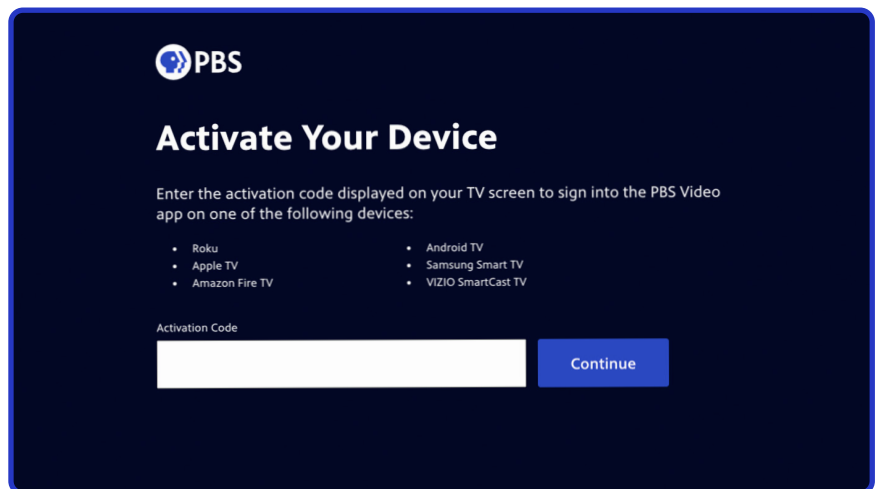 PBS
Activate Your Device
Enter the activation code displayed on your TV screen to sign into the PBS Video
app on one of the following devices:
• Roku
• Apple TV
• Amazon Fire TV
• Android TV
• Samsung Smart TV
• VIZIO SmartCast TV
Activation Code
Continue